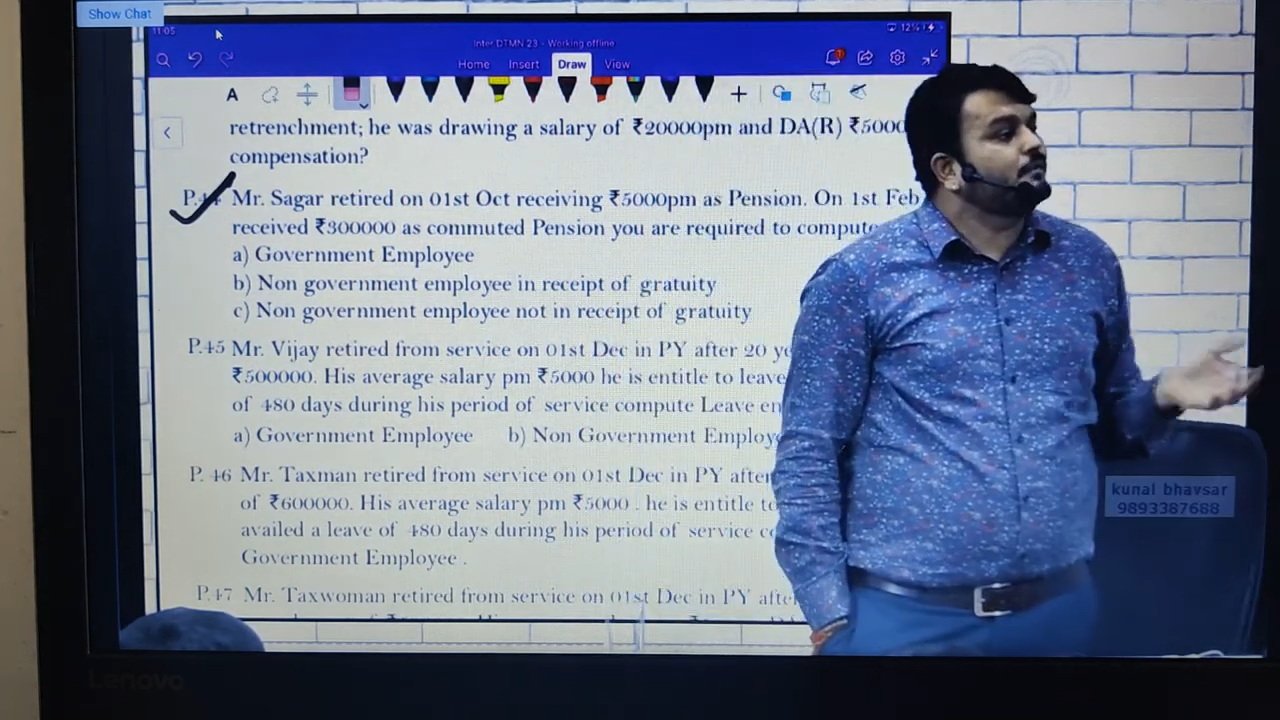 Show Chat
11:05
12%
Inter DTMN 23 - Working offline
Home Insert Draw View
A
retrenchment; he was drawing a salary of ₹20000pm and DA(R) ₹5000
compensation?
Mr. Sagar retired on 01st Oct receiving ₹5000pm as Pension. On 1st Feb
received ₹300000 as commuted Pension you are required to compute
a) Government Employee
b) Non government employee in receipt of gratuity
c) Non government employee not in receipt of gratuity
P.45 Mr. Vijay retired from service on 01st Dec in PY after 20
₹500000. His average salary pm ₹5000 he is entitle to leave
of 480 days during his period of service compute Leave en
a) Government Employee b) Non Government Employe
P. 46 Mr. Taxman retired from service on 01st Dec in PY after
of ₹600000. His average salary pm ₹5000 . he is entitle to
availed a leave of 480 days during his period of service
Government Employee .
P.47 Mr. Taxwoman retired from service on 01st Dec in PY afte
kunal bhavsar
9893387688
Lenovo